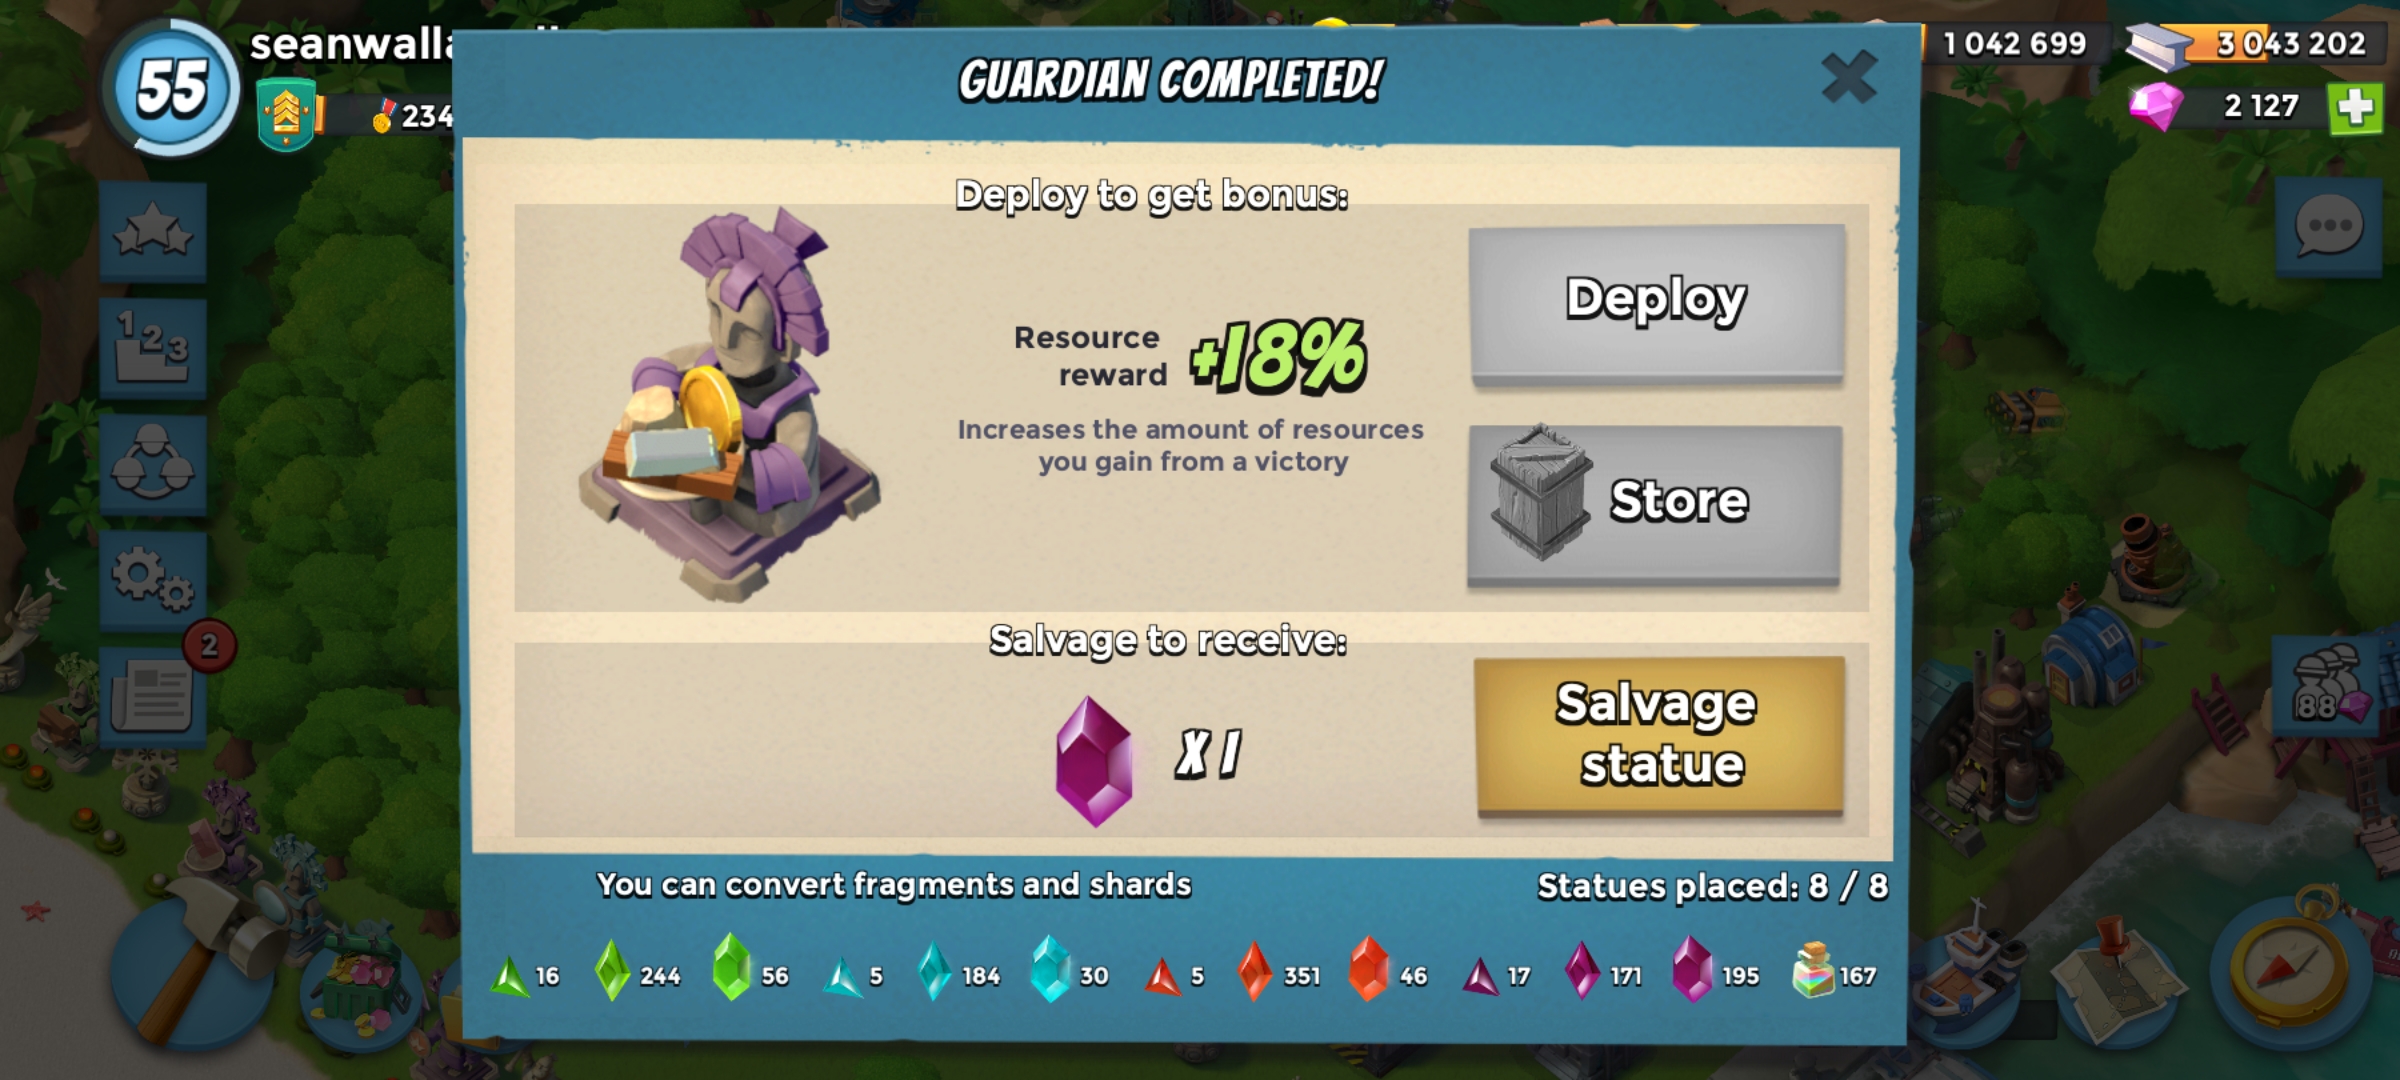 55
1 042 699
3 043 202
234
2 127
GUARDIAN COMPLETED!
Deploy to get bonus:
Resource
reward
+18%
Increases the amount of resources
you gain from a victory
Deploy
Store
Salvage to receive:
X 1
Salvage
statue
1 2 3
2
88
You can convert fragments and shards
Statues placed: 8 / 8
16
244
56
5
184
30
5
351
46
17
171
195
167